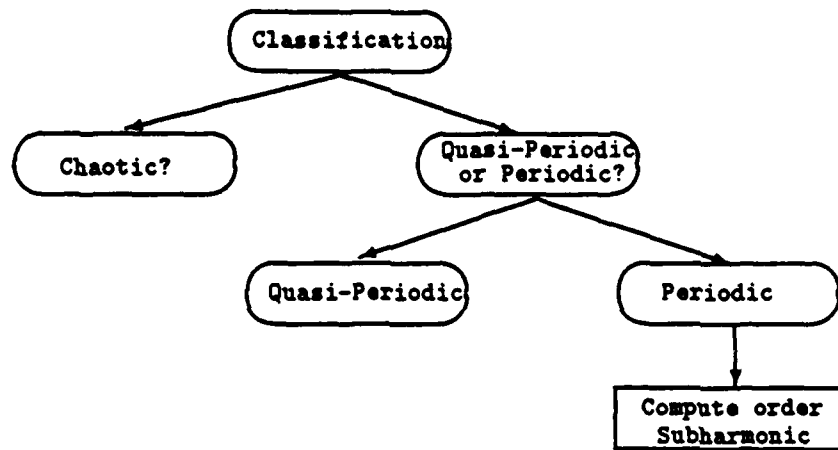 Classification
Chaotic?
Quasi-Periodic
or Periodic?
Quasi-Periodic
Periodic
Compute order
Subharmonic